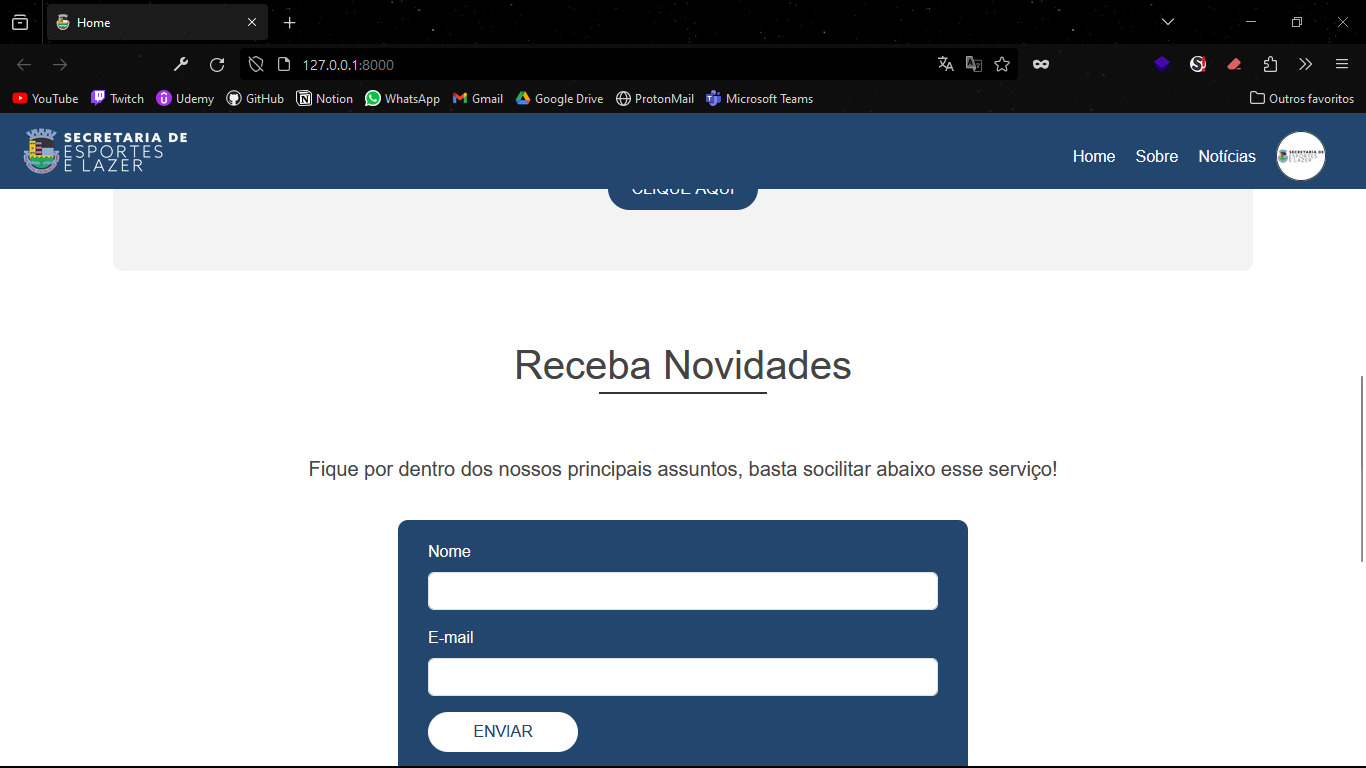 Home
127.0.0.1:8000
YouTube Twitch Udemy GitHub Notion WhatsApp Gmail Google Drive ProtonMail Microsoft Teams Outros favoritos
SECRETARIA DE
ESPORTES
E LAZER
Home Sobre Notícias
SECRETARIA DE
ESPORTES
E LAZER
CLIQUE AQUI
Receba Novidades
Fique por dentro dos nossos principais assuntos, basta socilitar abaixo esse serviço!
Nome
E-mail
ENVIAR